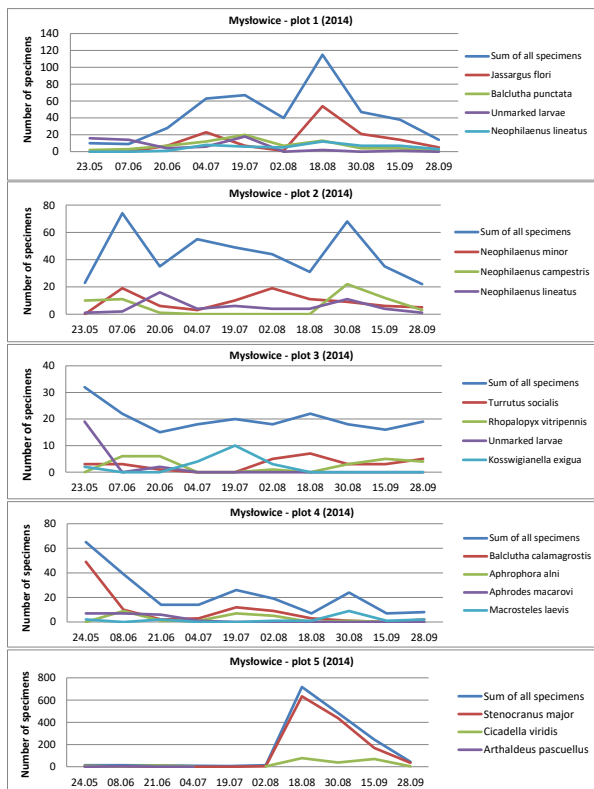 Mysłowice - plot 1 (2014)
Number of specimens
140
120
100
80
60
40
20
0
23.05 07.06 20.06 04.07 19.07 02.08 18.08 30.08 15.09 28.09
Sum of all specimens
Jassargus flori
Balclutha punctata
Unmarked larvae
Neophilaenus lineatus
Mysłowice - plot 2 (2014)
Number of specimens
80
60
40
20
0
23.05 07.06 20.06 04.07 19.07 02.08 18.08 30.08 15.09 28.09
Sum of all specimens
Neophilaenus minor
Neophilaenus campestris
Neophilaenus lineatus
Mysłowice - plot 3 (2014)
Number of specimens
40
30
20
10
0
23.05 07.06 20.06 04.07 19.07 02.08 18.08 30.08 15.09 28.09
Sum of all specimens
Turrutus socialis
Rhopalopyx vitripennis
Unmarked larvae
Kosswigianella exigua
Mysłowice - plot 4 (2014)
Number of specimens
80
60
40
20
0
24.05 08.06 21.06 04.07 19.07 02.08 18.08 30.08 15.09 28.09
Sum of all specimens
Balclutha calamagrostis
Aphrophora alni
Aphrodes macarovi
Macrosteles laevis
Mysłowice - plot 5 (2014)
Number of specimens
800
600
400
200
0
24.05 08.06 21.06 04.07 19.07 02.08 18.08 30.08 15.09 28.09
Sum of all specimens
Stenocranus major
Cicadella viridis
Arthaldeus pascuellus